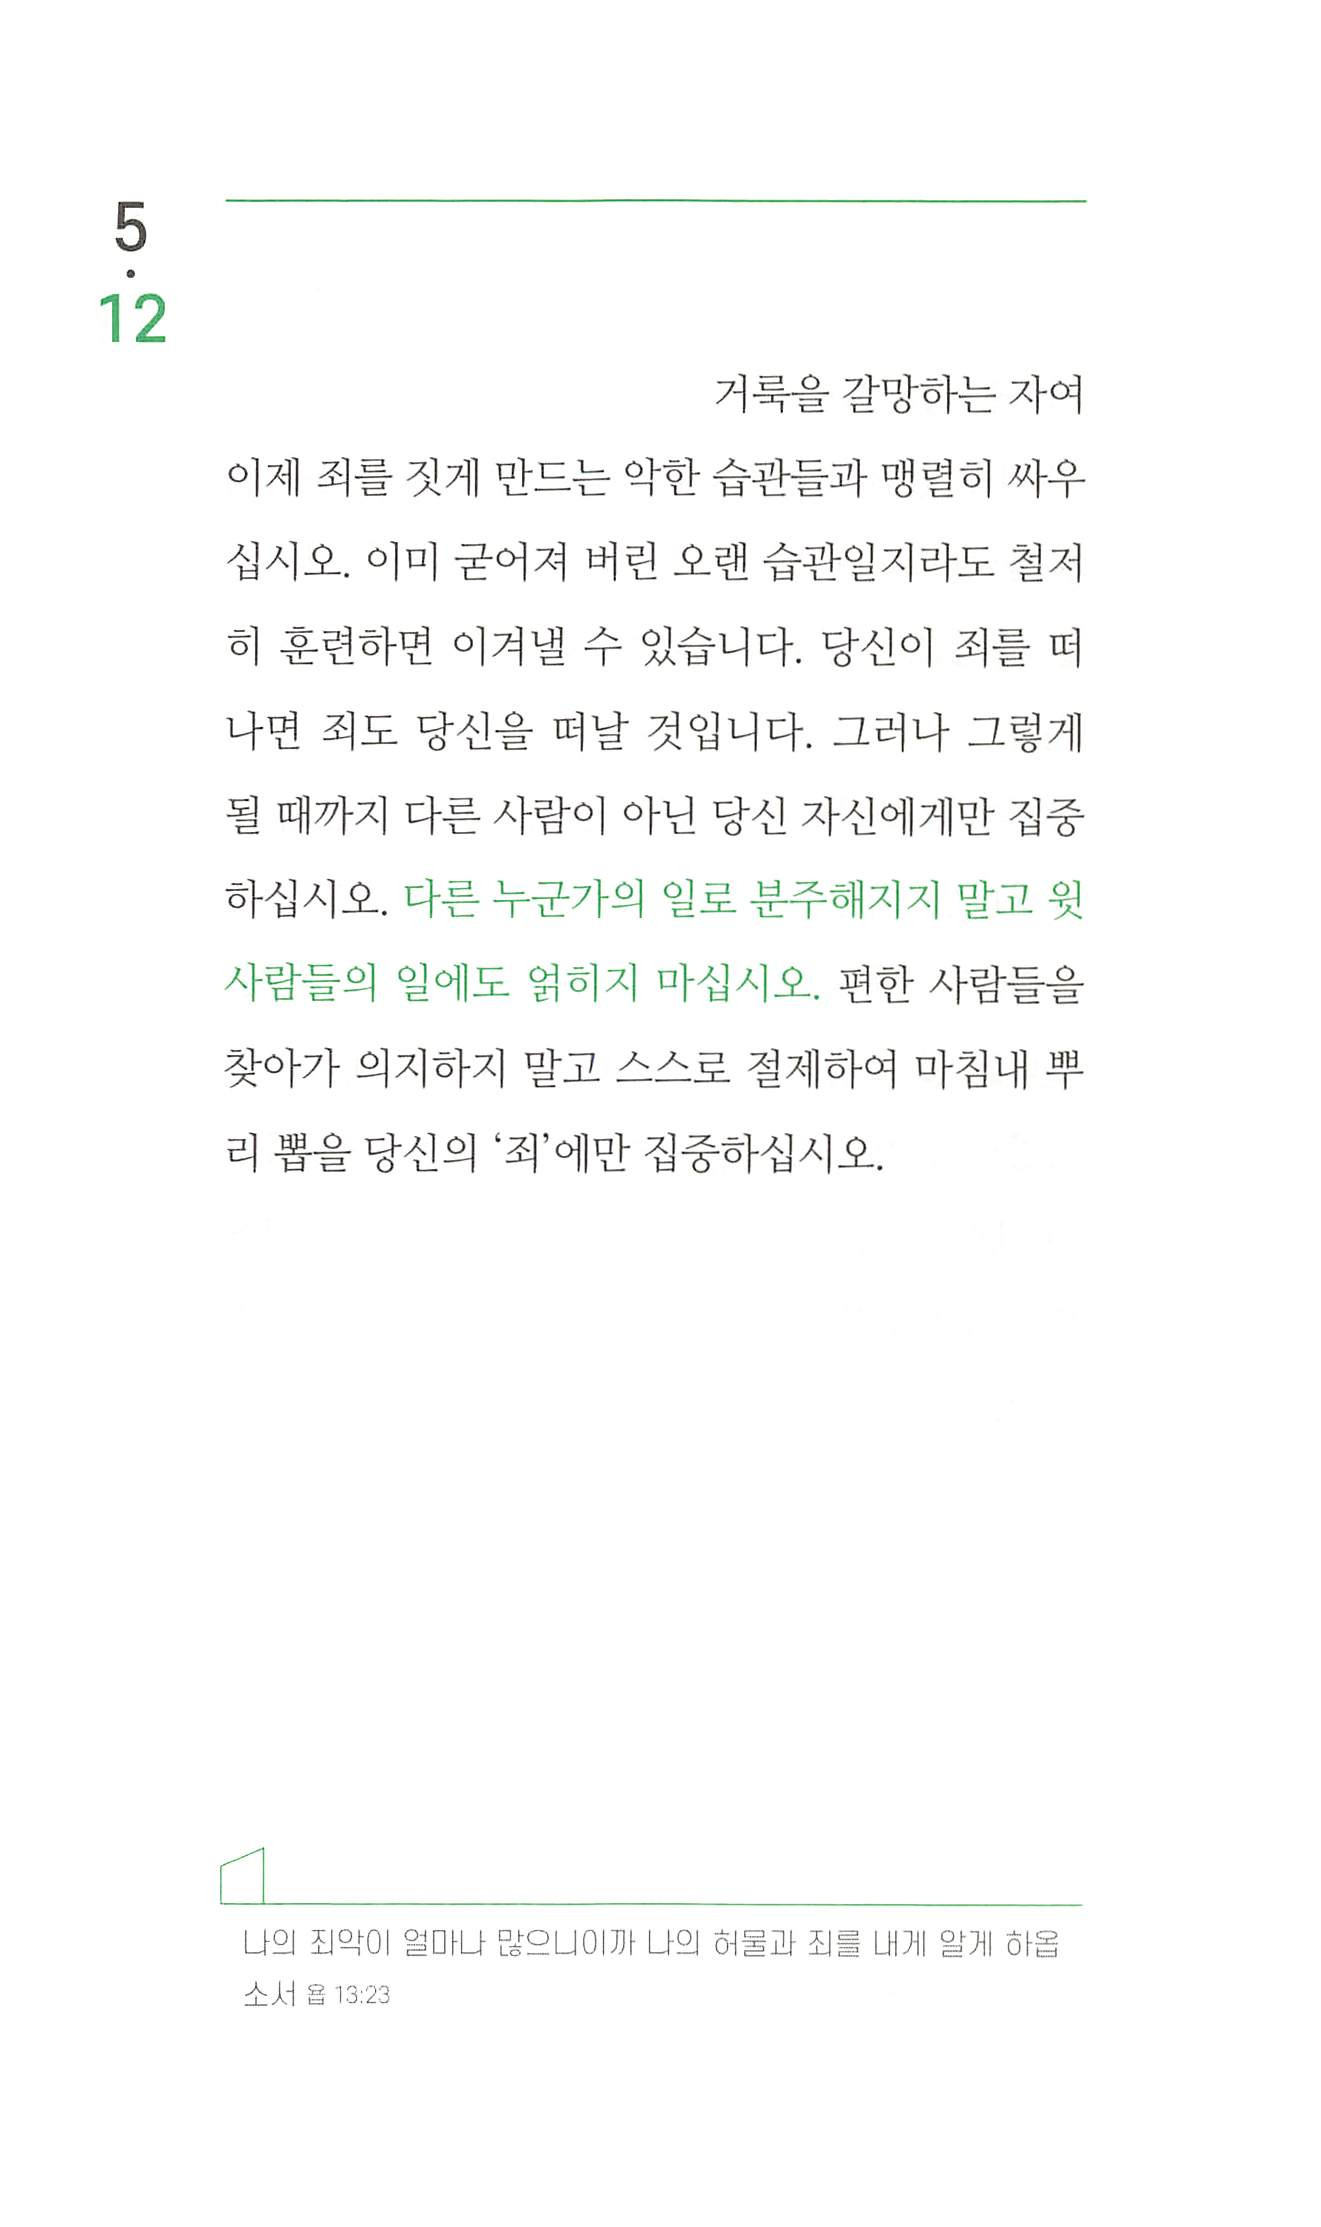 5
·
12
거룩을 갈망하는 자여
이제 죄를 짓게 만드는 악한 습관들과 맹렬히 싸우
십시오. 이미 굳어져 버린 오랜 습관일지라도 철저
히 훈련하면 이겨낼 수 있습니다. 당신이 죄를 떠
나면 죄도 당신을 떠날 것입니다. 그러나 그렇게
될 때까지 다른 사람이 아닌 당신 자신에게만 집중
하십시오. 다른 누군가의 일로 분주해지지 말고 윗
사람들의 일에도 얽히지 마십시오. 편한 사람들을
찾아가 의지하지 말고 스스로 절제하여 마침내 뿌
리 뽑을 당신의 ‘죄’에만 집중하십시오.
나의 죄악이 얼마나 많으니이까 나의 허물과 죄를 내게 알게 하옵
소서 욥 13:23